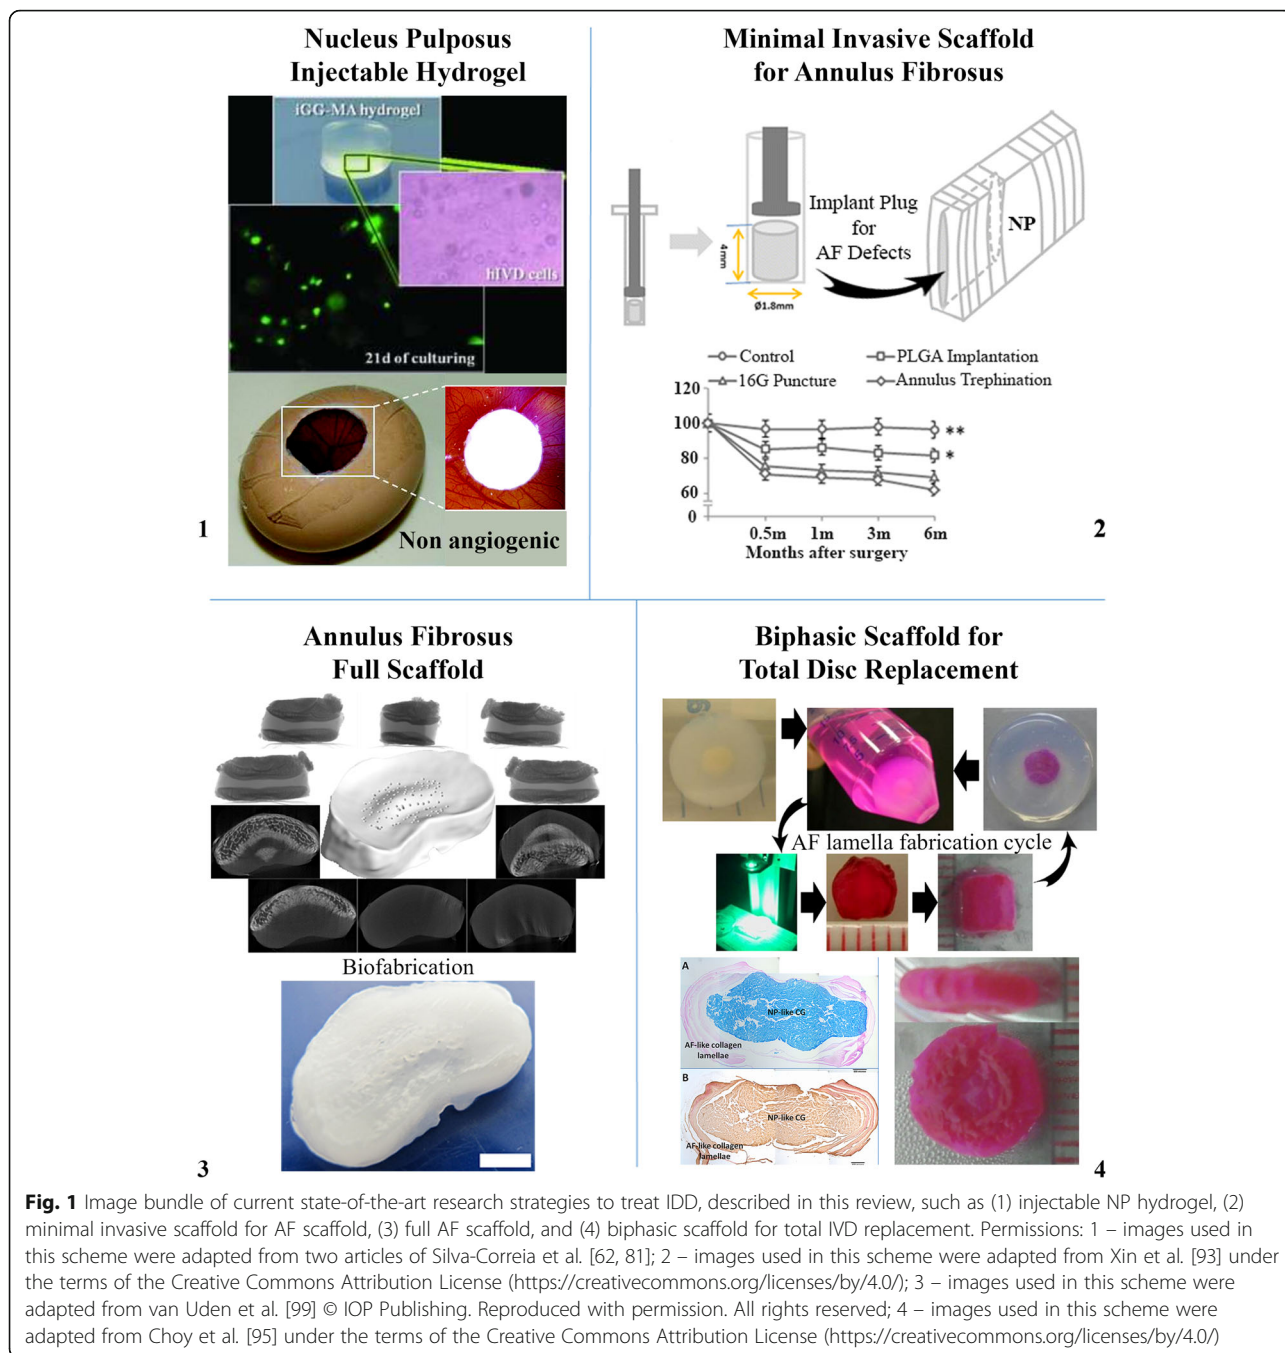 Nucleus Pulposus
Injectable Hydrogel
iGG-MA hydrogel
hIVD cells
21d of culturing
Non angiogenic
1
Minimal Invasive Scaffold
for Annulus Fibrosus
4mm
Ø1.8mm
Implant Plug
for
AF Defects
NP
Control
PLGA Implantation
16G Puncture
Annulus Trephination
120
100
80
60
0
**
*
0.5m 1m 3m 6m
Months after surgery
2
Annulus Fibrosus
Full Scaffold
Biofabrication
3
Biphasic Scaffold for
Total Disc Replacement
AF lamella fabrication cycle
A
NP-like CG
AF-like collagen
lamellae
B
NP-like CG
AF-like collagen
lamellae
4
Fig. 1 Image bundle of current state-of-the-art research strategies to treat IDD, described in this review, such as (1) injectable NP hydrogel, (2)
minimal invasive scaffold for AF scaffold, (3) full AF scaffold, and (4) biphasic scaffold for total IVD replacement. Permissions: 1 – images used in
this scheme were adapted from two articles of Silva-Correia et al. [62, 81]; 2 – images used in this scheme were adapted from Xin et al. [93] under
the terms of the Creative Commons Attribution License (https://creativecommons.org/licenses/by/4.0/); 3 – images used in this scheme were
adapted from van Uden et al. [99] © IOP Publishing. Reproduced with permission. All rights reserved; 4 – images used in this scheme were
adapted from Choy et al. [95] under the terms of the Creative Commons Attribution License (https://creativecommons.org/licenses/by/4.0/)